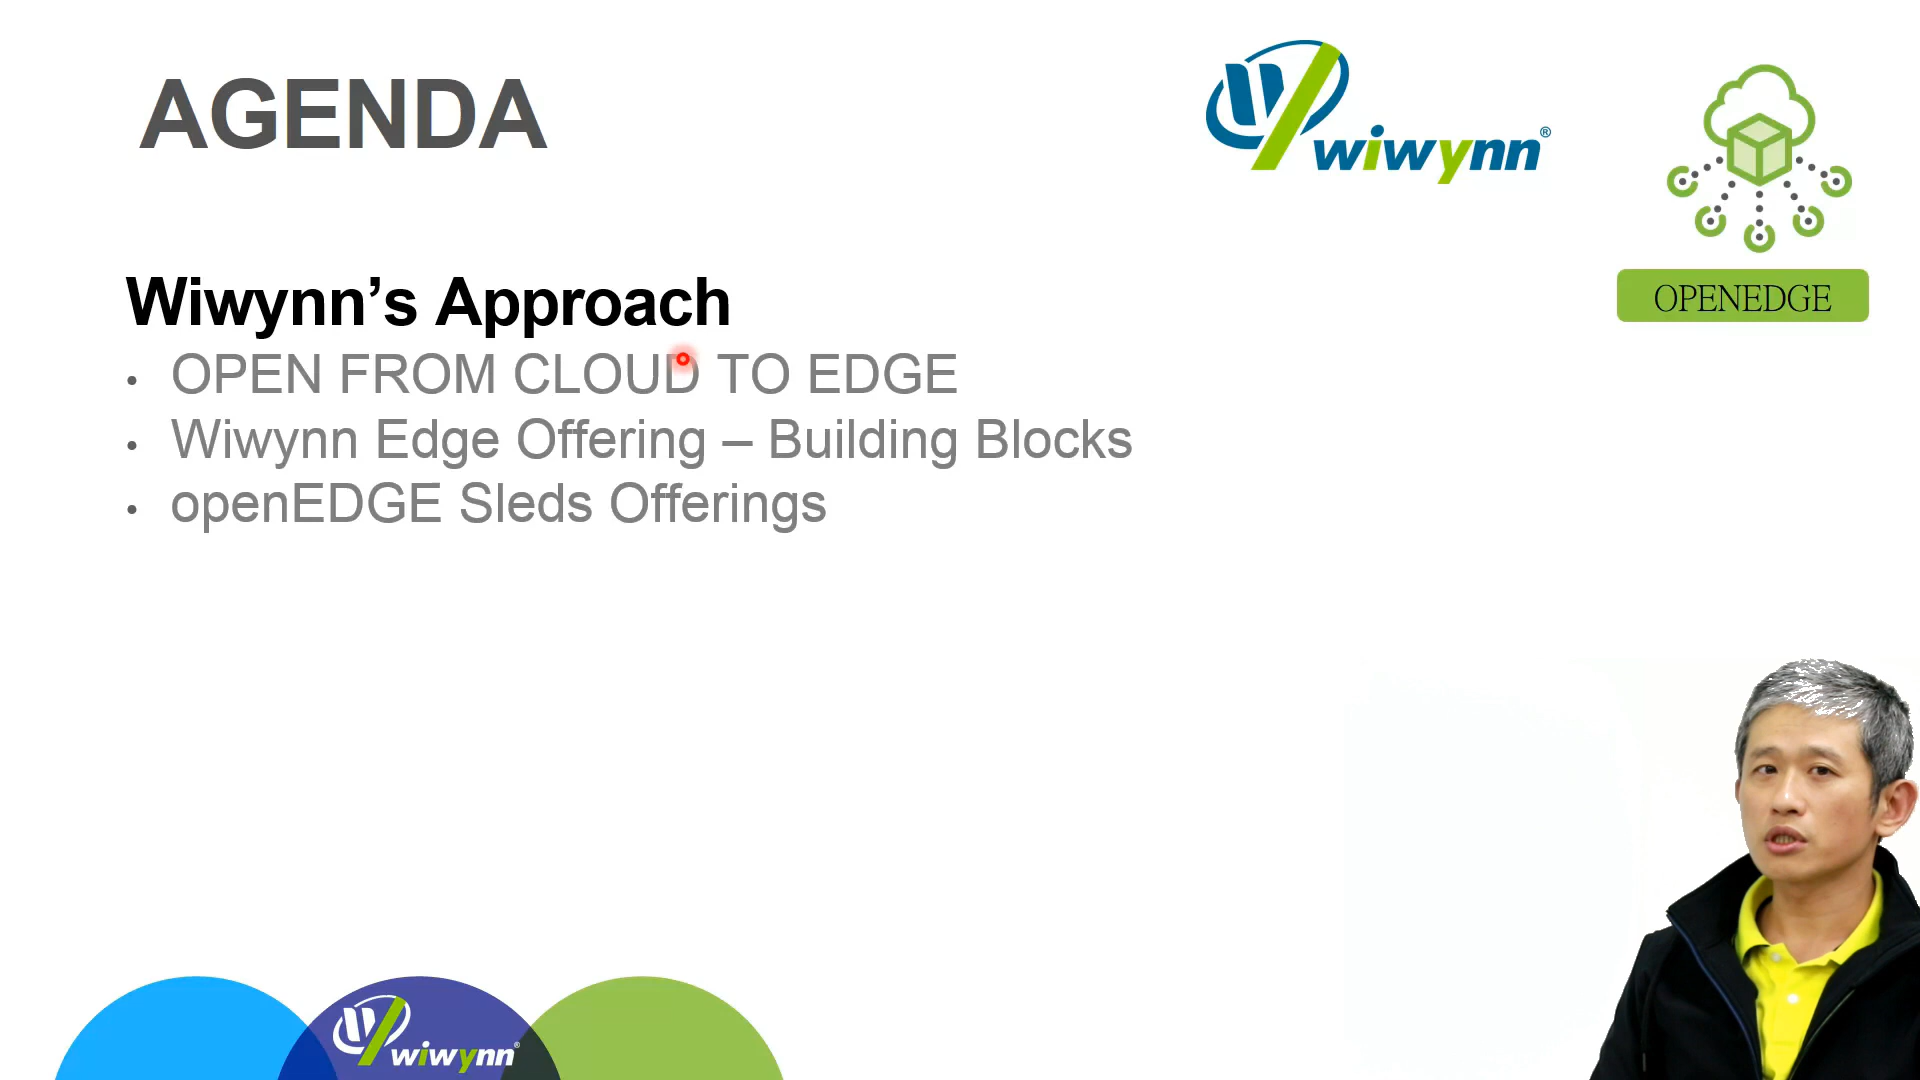 AGENDA
wiwynn®
OPENEDGE
Wiwynn’s Approach
• OPEN FROM CLOUD TO EDGE
• Wiwynn Edge Offering – Building Blocks
• openEDGE Sleds Offerings
wiwynn®